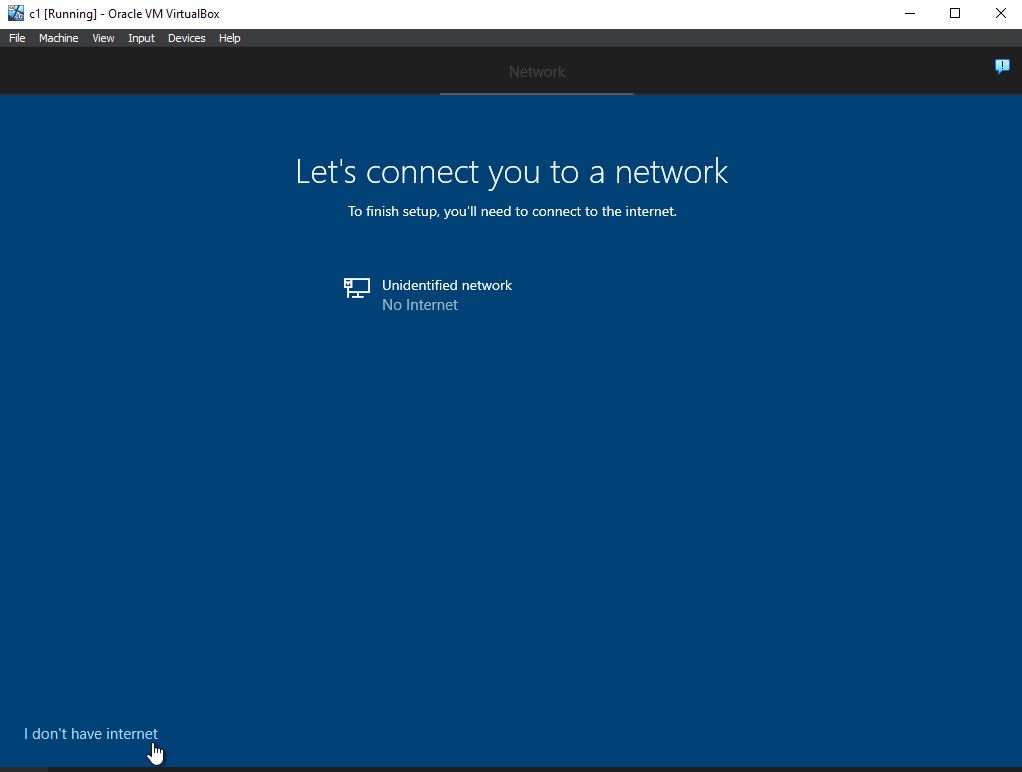 c1 [Running] - Oracle VM VirtualBox
File Machine View Input Devices Help
Network
Let's connect you to a network
To finish setup, you'll need to connect to the internet.
Unidentified network
No Internet
I don't have internet